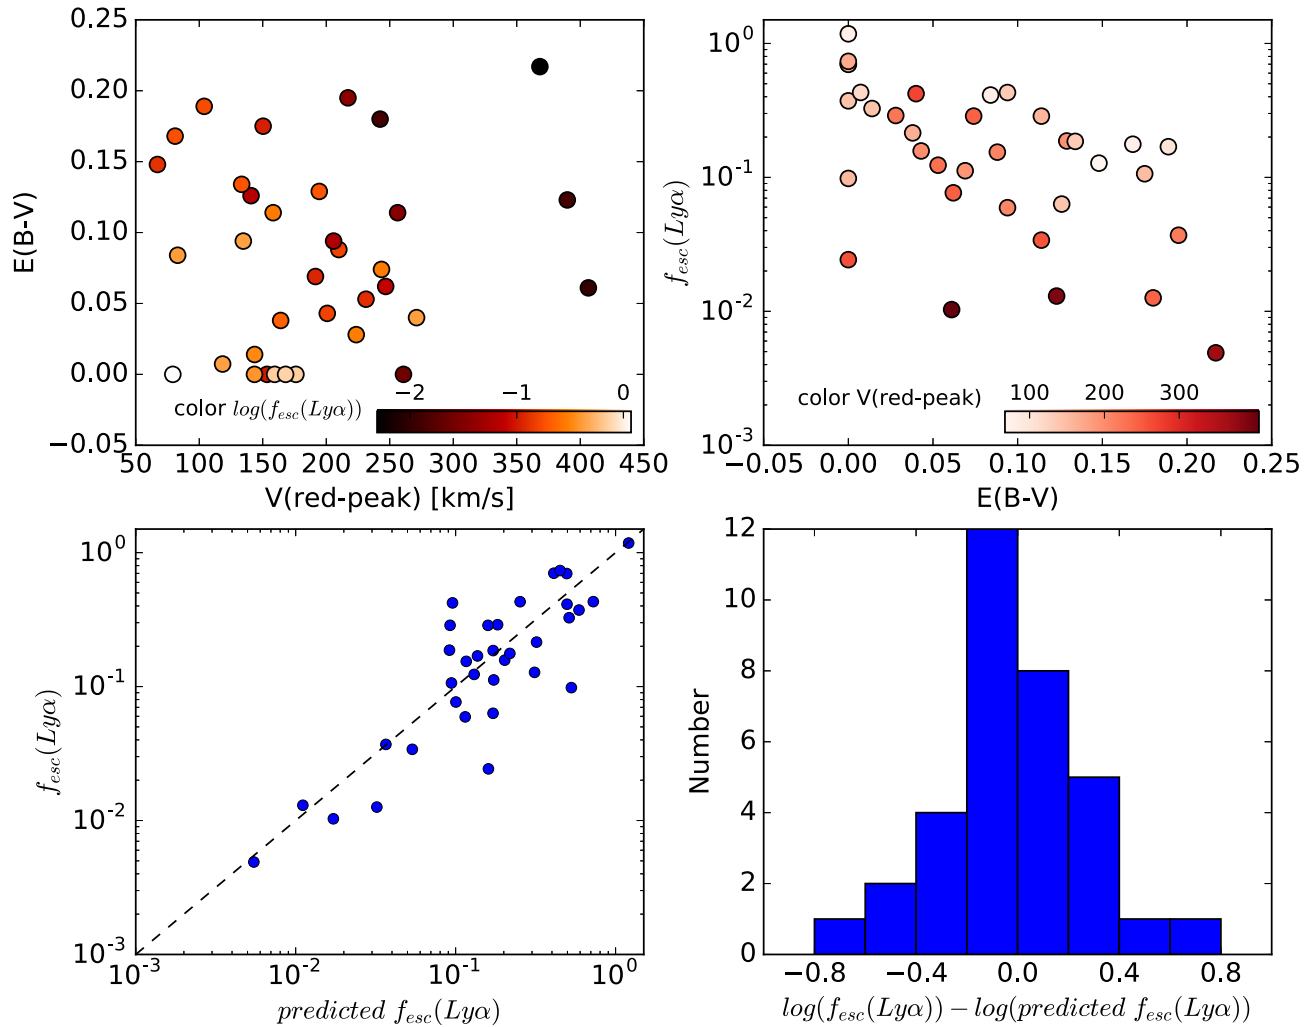 0.25
0.20
0.15
0.10
0.05
0.00
−0.05
E(B-V)
−2 −1 0
color log(f_esc(Lyα))
50 100 150 200 250 300 350 400 450
V(red-peak) [km/s]
10^0
10^-1
10^-2
10^-3
f_esc(Lyα)
100 200 300
color V(red-peak)
−0.05 0.00 0.05 0.10 0.15 0.20 0.25
E(B-V)
10^0
10^-1
10^-2
10^-3
f_esc(Lyα)
10^-3 10^-2 10^-1 10^0
predicted f_esc(Lyα)
12
10
8
6
4
2
0
Number
−0.8 −0.4 0.0 0.4 0.8
log(f_esc(Lyα)) − log(predicted f_esc(Lyα))